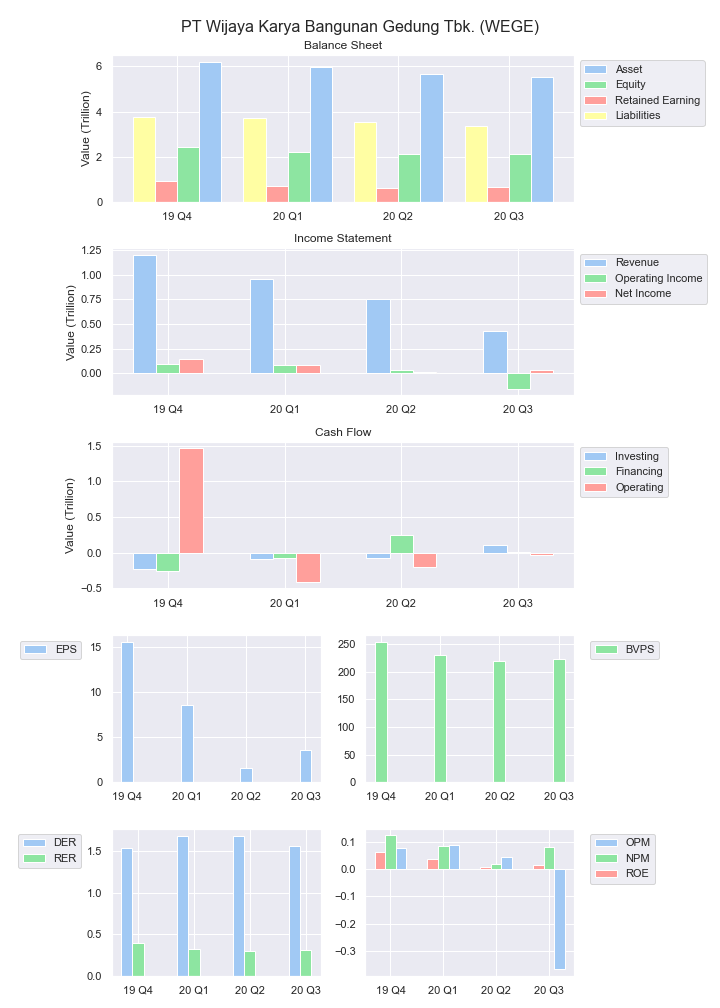 PT Wijaya Karya Bangunan Gedung Tbk. (WEGE)
Balance Sheet
Value (Trillion)
6
4
2
0
19 Q4 20 Q1 20 Q2 20 Q3
Asset
Equity
Retained Earning
Liabilities
Income Statement
Value (Trillion)
1.25
1.00
0.75
0.50
0.25
0.00
19 Q4 20 Q1 20 Q2 20 Q3
Revenue
Operating Income
Net Income
Cash Flow
Value (Trillion)
1.5
1.0
0.5
0.0
−0.5
19 Q4 20 Q1 20 Q2 20 Q3
Investing
Financing
Operating
EPS
15
10
5
0
19 Q4 20 Q1 20 Q2 20 Q3
250
200
150
100
50
0
19 Q4 20 Q1 20 Q2 20 Q3
BVPS
DER
RER
1.5
1.0
0.5
0.0
19 Q4 20 Q1 20 Q2 20 Q3
0.1
0.0
−0.1
−0.2
−0.3
19 Q4 20 Q1 20 Q2 20 Q3
OPM
NPM
ROE